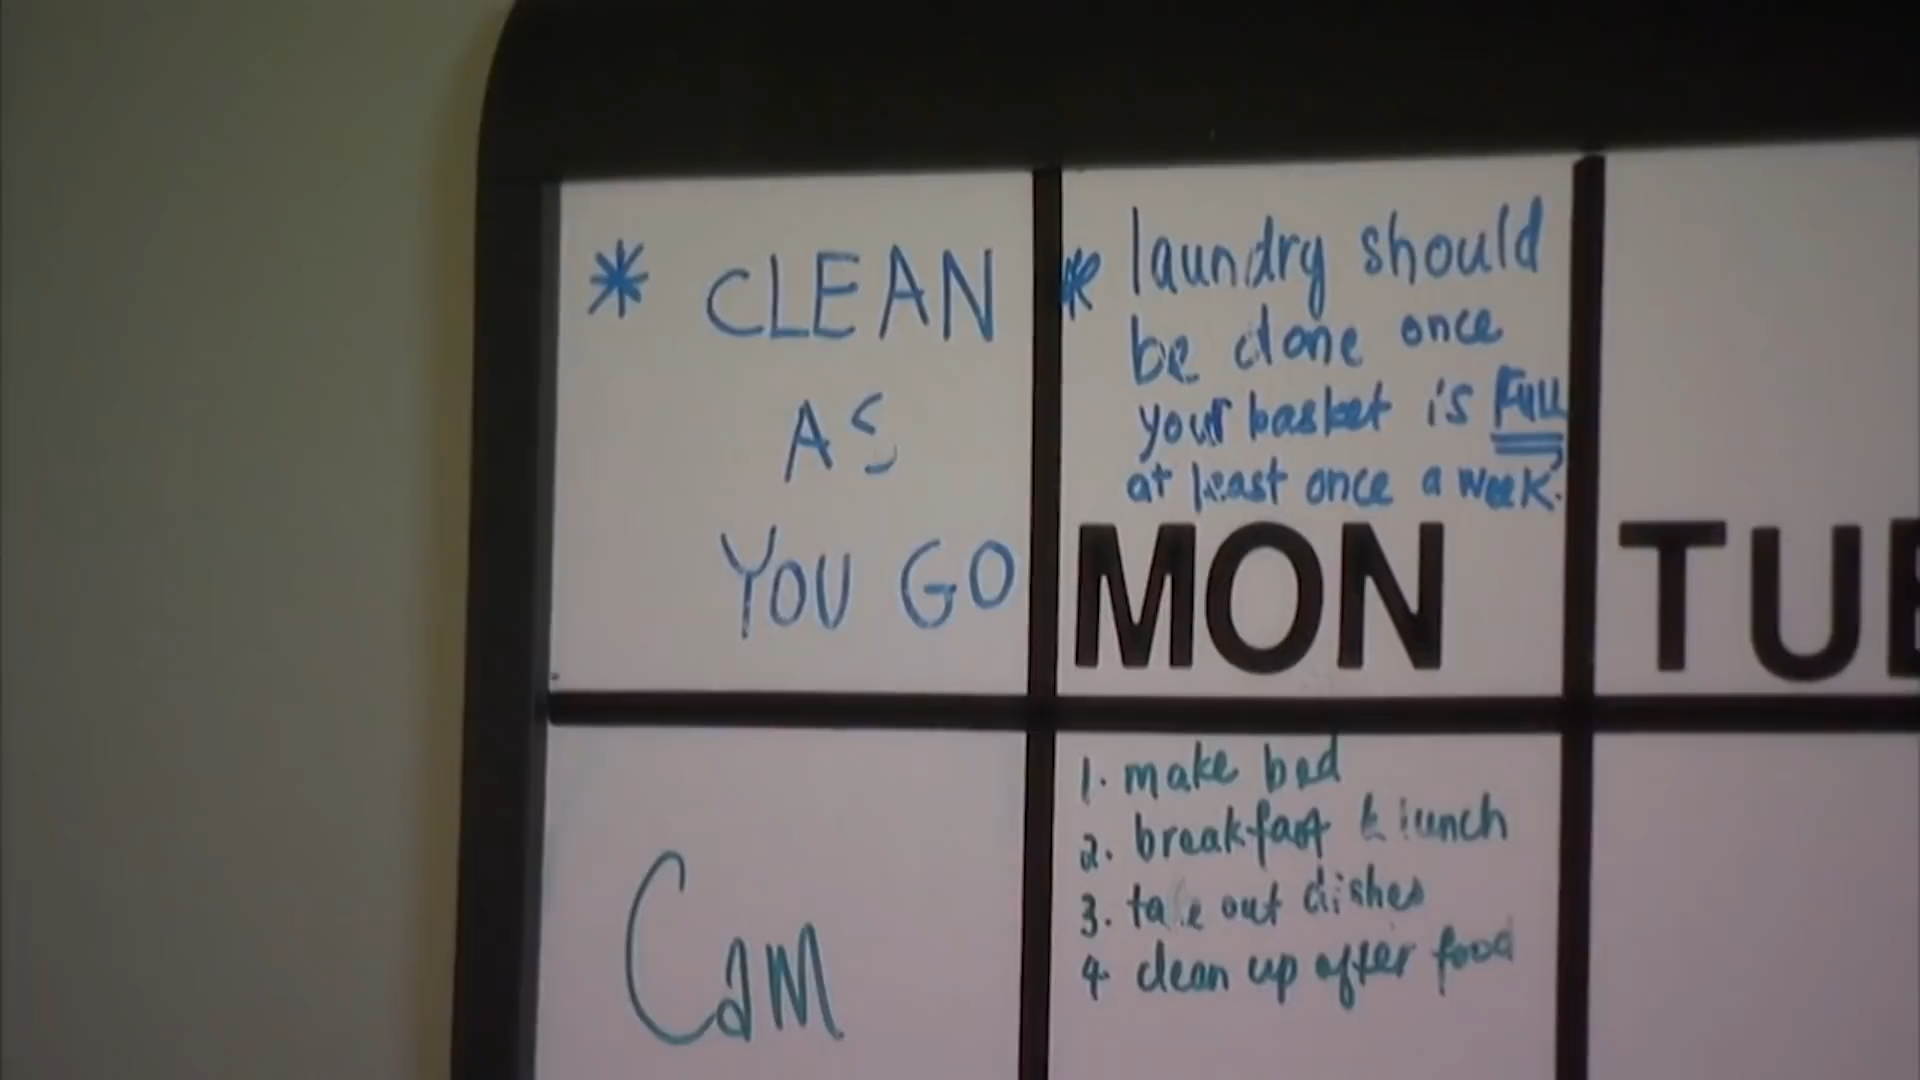 * CLEAN
AS
YOU GO
* laundry should
be done once
your basket is FULL
at least once a week.
MON
TUE
Cam
1. make bed
2. breakfast & lunch
3. take out dishes
4. clean up after food